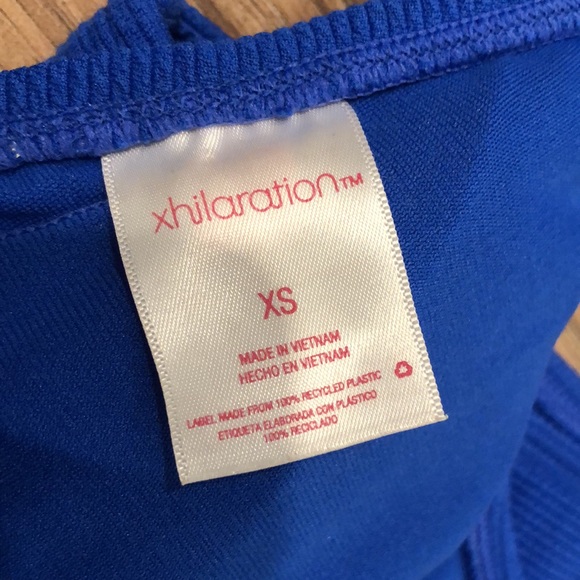 xhilaration™
XS
MADE IN VIETNAM
HECHO EN VIETNAM
LABEL MADE FROM 100% RECYCLED PLASTIC
ETIQUETA ELABORADA CON PLÁSTICO
100% RECICLADO